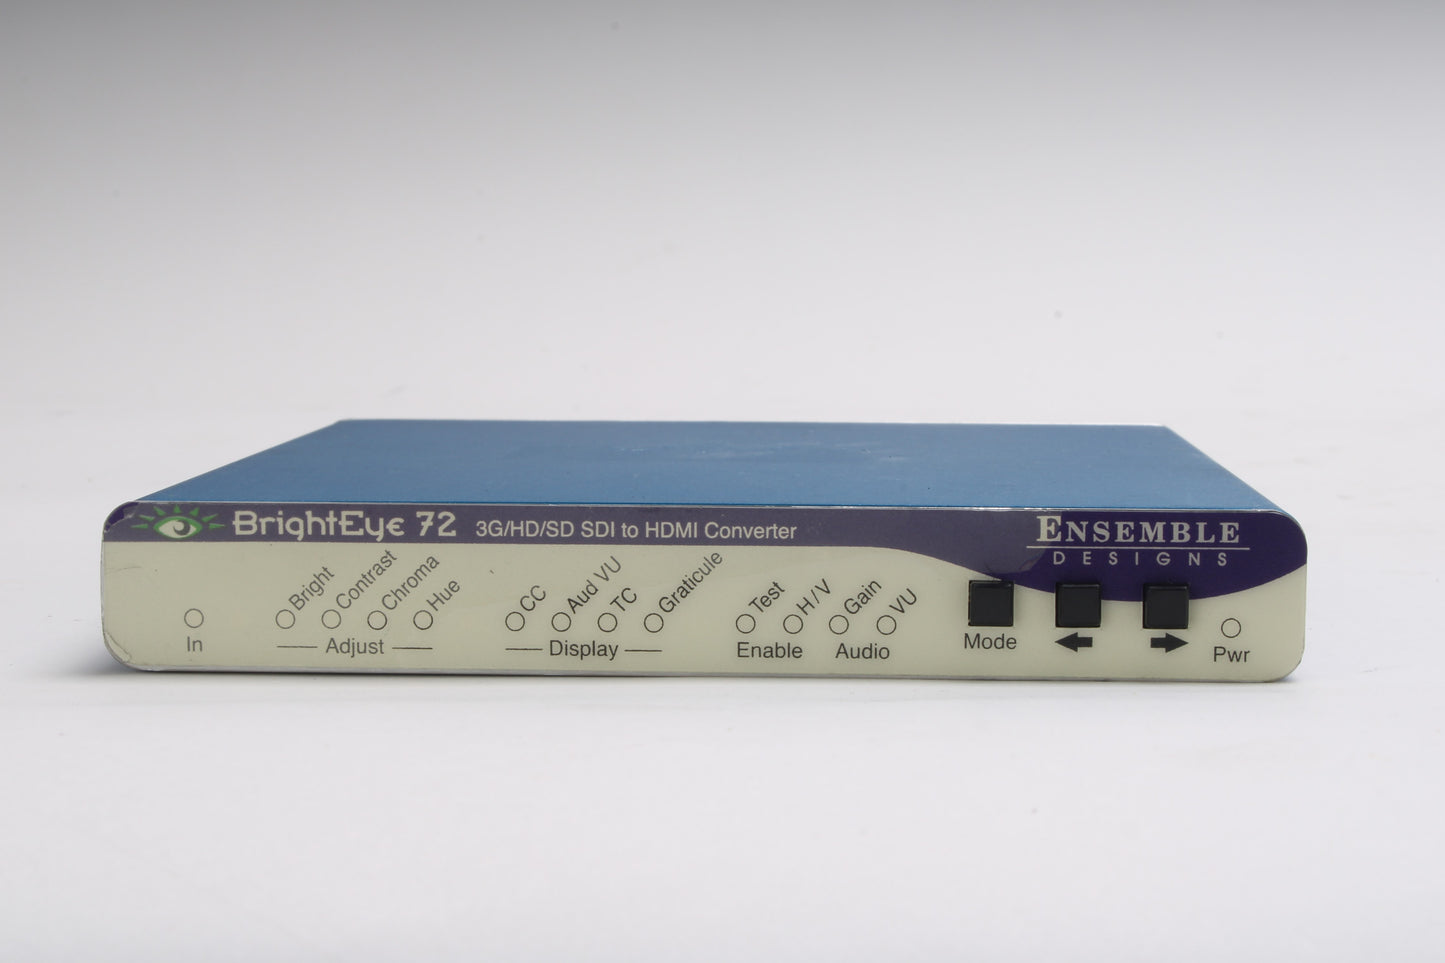 BrightEye 72 3G/HD/SD SDI to HDMI Converter
ENSEMBLE
DESIGNS
Bright Contrast Chroma Hue
CC Aud VU TC Graticule
Test H/V Gain VU
In Adjust Display Enable Audio Mode Pwr